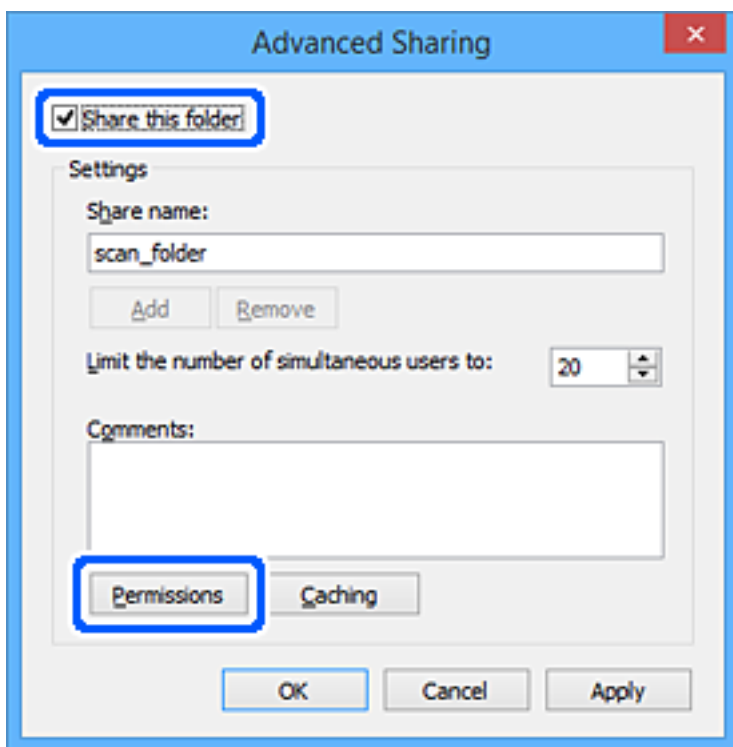 Advanced Sharing
Share this folder
Settings
Share name:
scan_folder
Add Remove
Limit the number of simultaneous users to: 20
Comments:
Permissions Caching
OK Cancel Apply